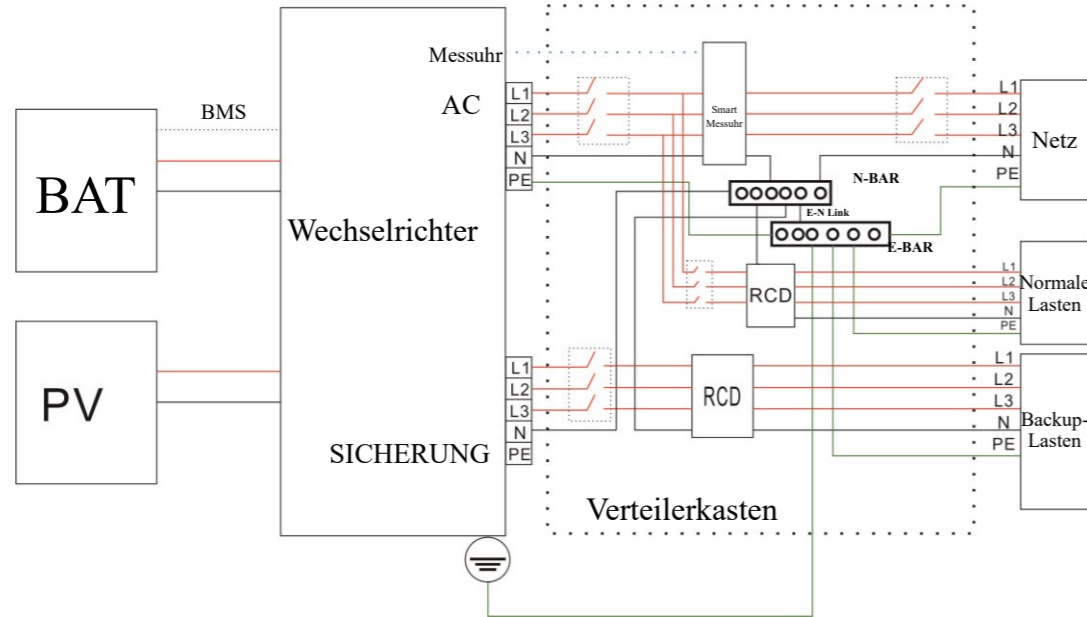 Messuhr
AC
L1
L2
L3
N
PE
BMS
BAT
Wechselrichter
PV
L1
L2
L3
N
PE
SICHERUNG
Smart
Messuhr
N-BAR
E-N Link
E-BAR
RCD
RCD
Verteilerkasten
L1
L2
L3
N
PE
Netz
L1
L2
L3
N
PE
Normale
Lasten
L1
L2
L3
N
PE
Backup-
Lasten